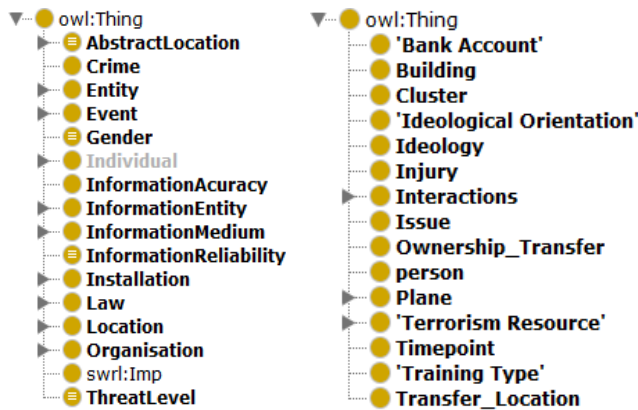 owl:Thing
AbstractLocation
Crime
Entity
Event
Gender
Individual
InformationAcuracy
InformationEntity
InformationMedium
InformationReliability
Installation
Law
Location
Organisation
swrl:Imp
ThreatLevel
owl:Thing
'Bank Account'
Building
Cluster
'Ideological Orientation'
Ideology
Injury
Interactions
Issue
Ownership_Transfer
person
Plane
'Terrorism Resource'
Timepoint
'Training Type'
Transfer_Location